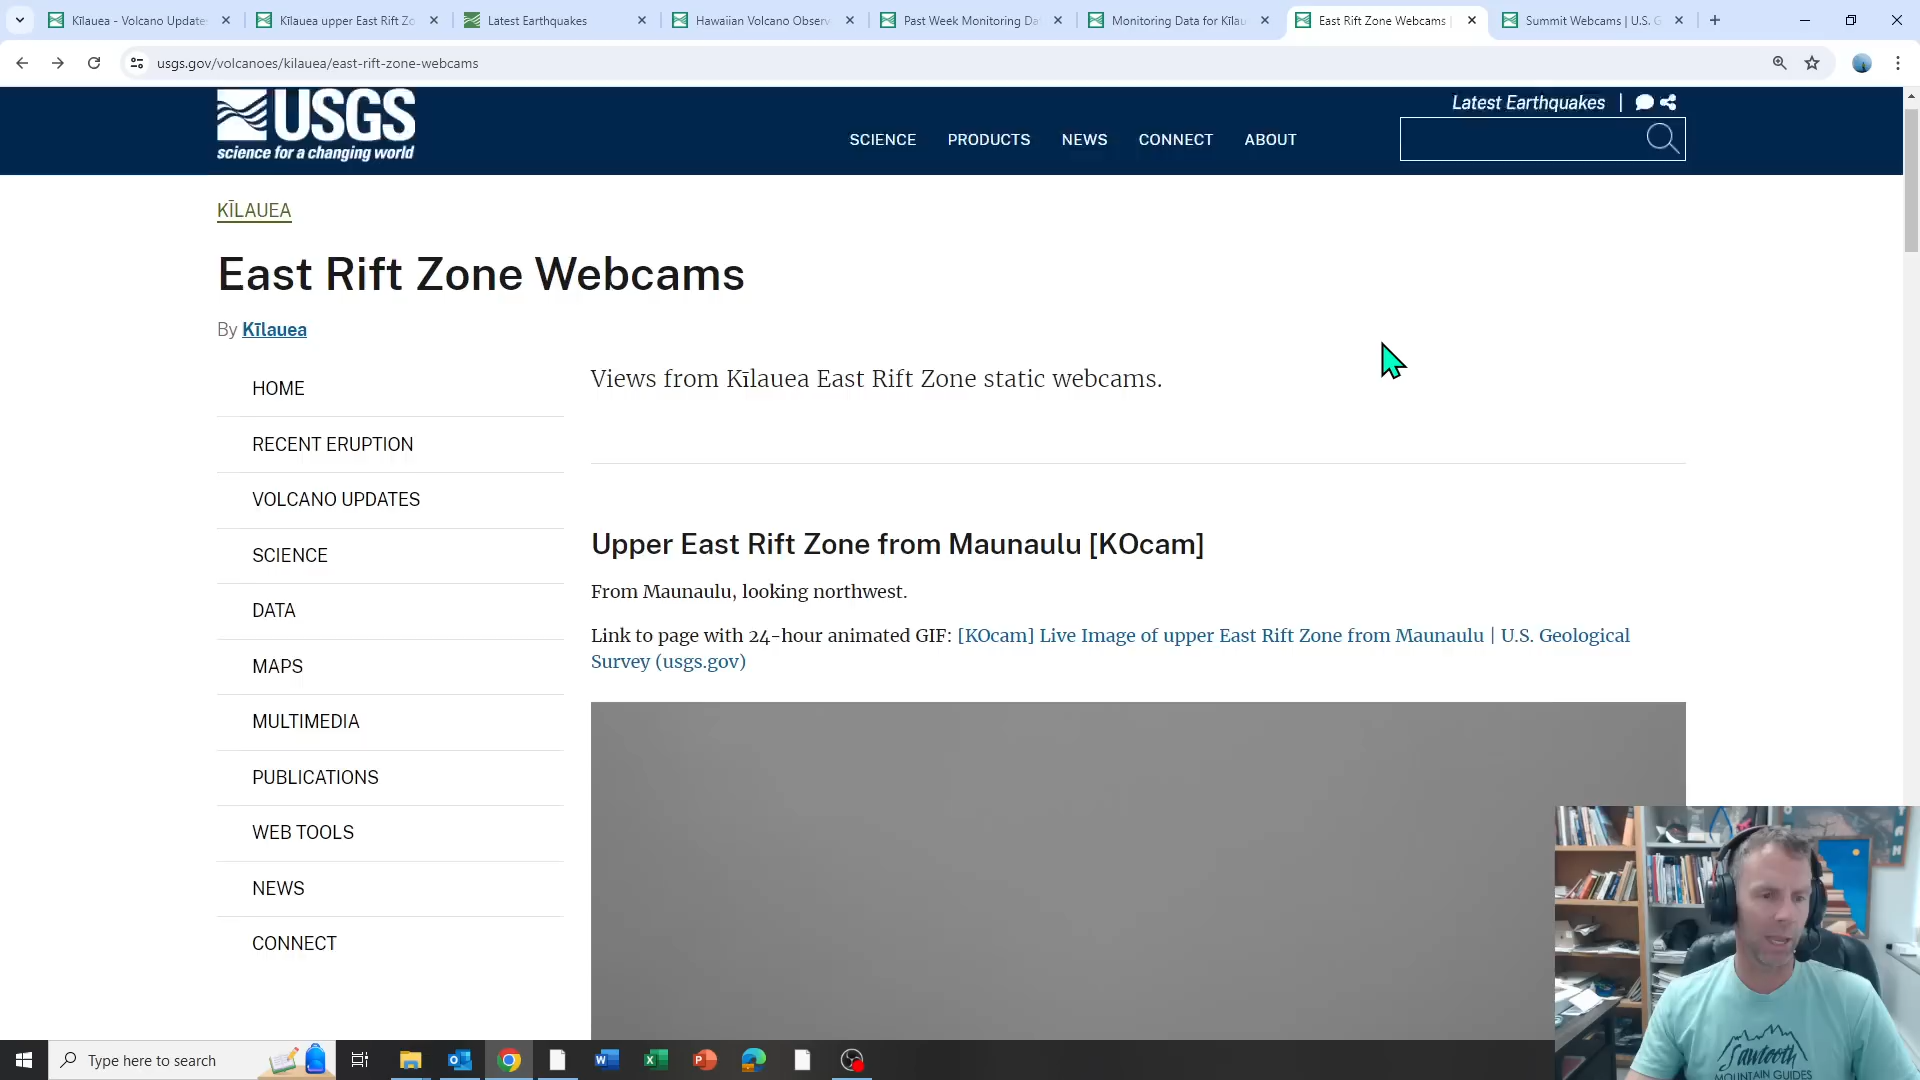 Kīlauea - Volcano Update
Kīlauea upper East Rift Zo
Latest Earthquakes
Hawaiian Volcano Observ
Past Week Monitoring Da
Monitoring Data for Kīlau
East Rift Zone Webcams |
Summit Webcams | U.S. G
usgs.gov/volcanoes/kilauea/east-rift-zone-webcams
USGS
science for a changing world
Latest Earthquakes |
SCIENCE PRODUCTS NEWS CONNECT ABOUT
KĪLAUEA
East Rift Zone Webcams
By Kīlauea
HOME
RECENT ERUPTION
VOLCANO UPDATES
SCIENCE
DATA
MAPS
MULTIMEDIA
PUBLICATIONS
WEB TOOLS
NEWS
CONNECT
Views from Kīlauea East Rift Zone static webcams.
Upper East Rift Zone from Maunaulu [KOcam]
From Maunaulu, looking northwest.
Link to page with 24-hour animated GIF: [KOcam] Live Image of upper East Rift Zone from Maunaulu | U.S. Geological
Survey (usgs.gov)
Sawtooth
MOUNTAIN GUIDES
Type here to search